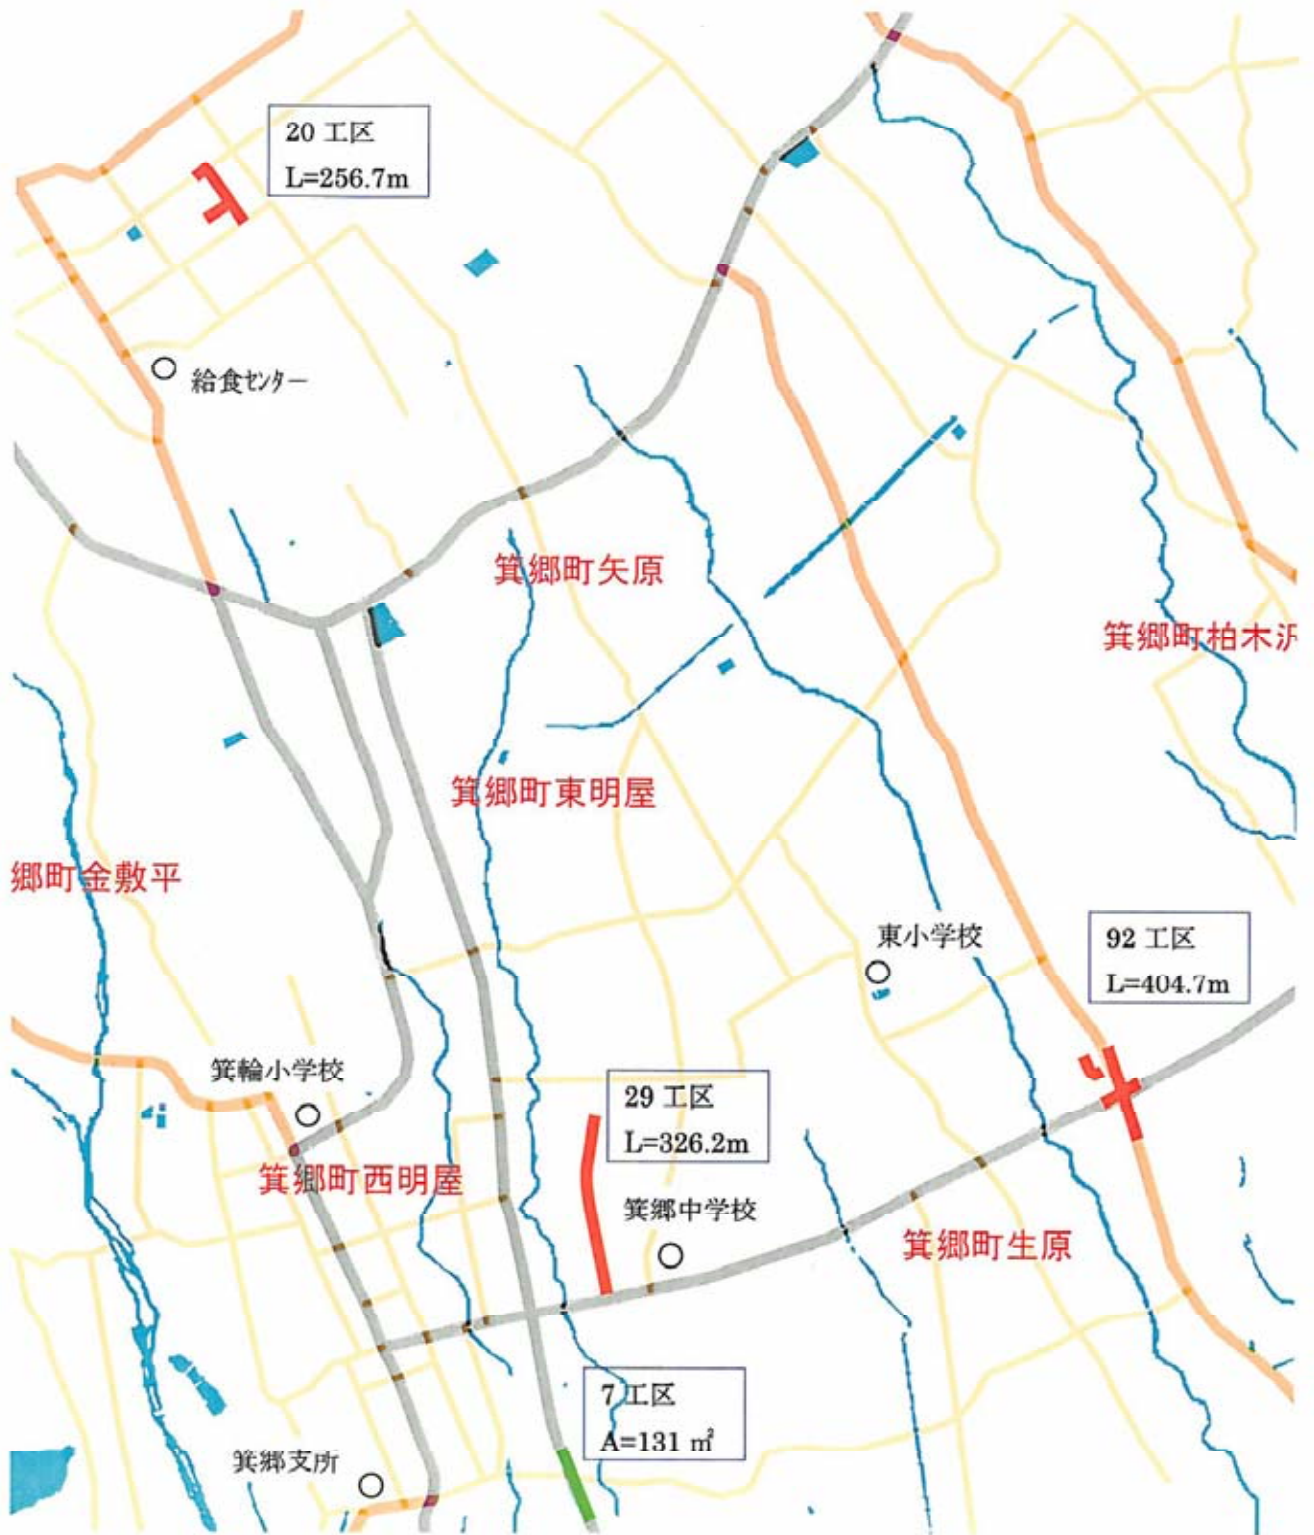 20 工区
L=256.7m
給食センター
箕郷町矢原
箕郷町柏木沢
箕郷町東明屋
郷町金敷平
東小学校
92 工区
L=404.7m
箕輪小学校
29 工区
L=326.2m
箕郷町西明屋
箕郷中学校
箕郷町生原
7 工区
A=131 ㎡
箕郷支所